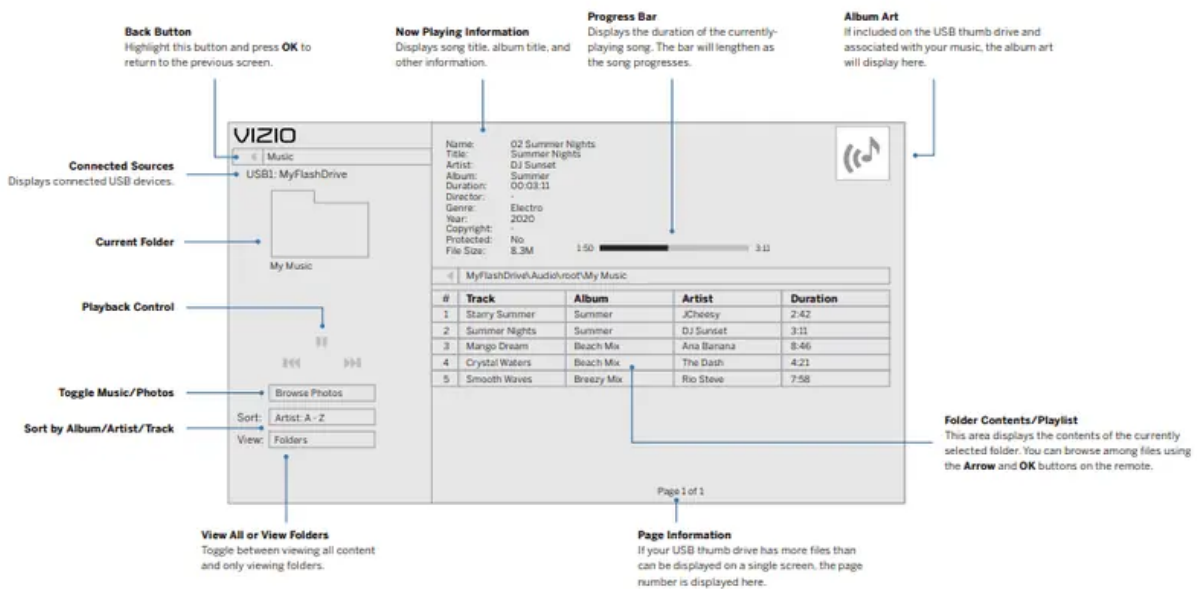 Back Button
Highlight this button and press OK to
return to the previous screen.
Now Playing Information
Displays song title, album title, and
other information.
Progress Bar
Displays the duration of the currently-
playing song. The bar will lengthen as
the song progresses.
Album Art
If included on the USB thumb drive and
associated with your music, the album art
will display here.
Connected Sources
Displays connected USB devices.
Current Folder
Playback Control
Toggle Music/Photos
Sort by Album/Artist/Track
VIZIO
Music
USB1: MyFlashDrive
My Music
Browse Photos
Sort: Artist: A - Z
View: Folders
Name: 02 Summer Nights
Title: Summer Nights
Artist: DJ Sunset
Album: Summer
Duration: 00:03:11
Director: -
Genre: Electro
Year: 2020
Copyright: -
Protected: No
File Size: 8.3M
1:50 3:11
MyFlashDrive\Audio\root\My Music
# Track Album Artist Duration
1 Starry Summer Summer JCheesy 2:42
2 Summer Nights Summer DJ Sunset 3:11
3 Mango Dream Beach Mix Ana Banana 8:46
4 Crystal Waters Beach Mix The Dash 4:21
5 Smooth Waves Breezy Mix Rio Steve 7:58
Page 1 of 1
Folder Contents/Playlist
This area displays the contents of the currently
selected folder. You can browse among files using
the Arrow and OK buttons on the remote.
View All or View Folders
Toggle between viewing all content
and only viewing folders.
Page Information
If your USB thumb drive has more files than
can be displayed on a single screen, the page
number is displayed here.